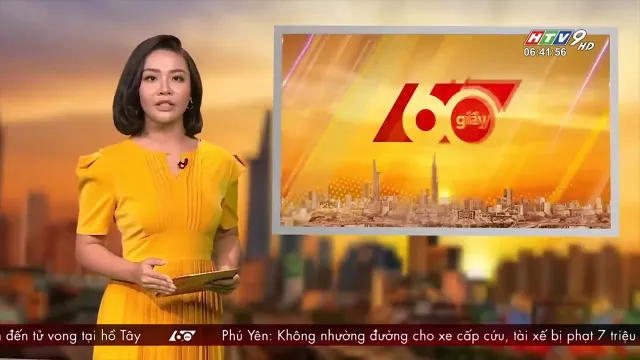 HTV9 HD
06:41:56
60 giây
đến tử vong tại hồ Tây 60 Phú Yên: Không nhường đường cho xe cấp cứu, tài xế bị phạt 7 triệu